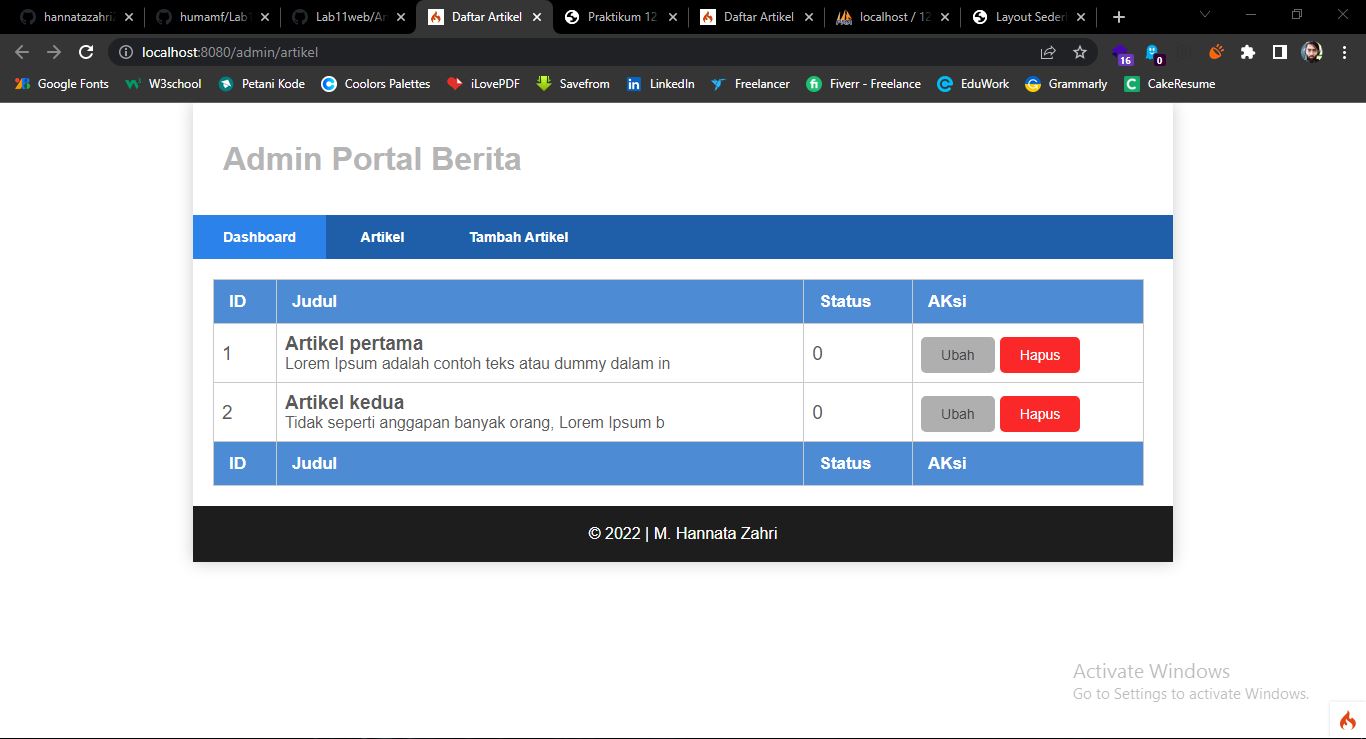 hannatazahri
humamf/Lab
Lab11web/Ar
Daftar Artikel
Praktikum 12
Daftar Artikel
localhost / 12
Layout Seder
localhost:8080/admin/artikel
16
0
Google Fonts
W3school
Petani Kode
Coolors Palettes
iLovePDF
Savefrom
LinkedIn
Freelancer
Fiverr - Freelance
EduWork
Grammarly
CakeResume
Admin Portal Berita
Dashboard Artikel Tambah Artikel
ID Judul Status AKsi
1 Artikel pertama 0 Ubah Hapus
Lorem Ipsum adalah contoh teks atau dummy dalam in
2 Artikel kedua 0 Ubah Hapus
Tidak seperti anggapan banyak orang, Lorem Ipsum b
ID Judul Status AKsi
© 2022 | M. Hannata Zahri
Activate Windows
Go to Settings to activate Windows.